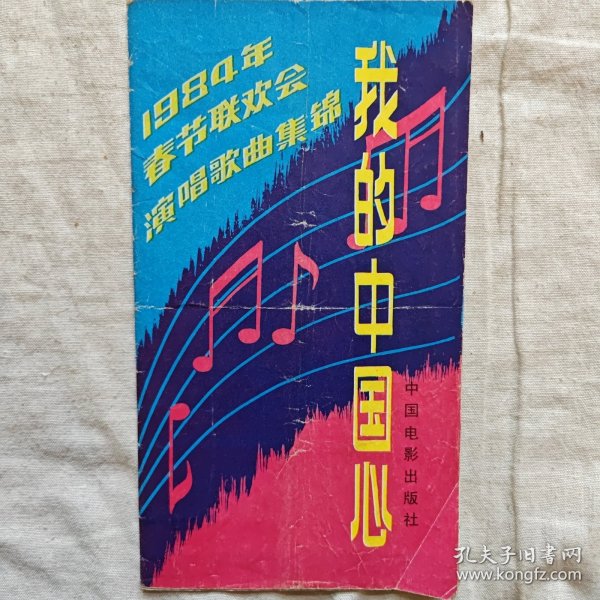 1984年
春节联欢会
演唱歌曲集锦
我的中国心
中国电影出版社
孔夫子旧书网
www.kongfz.com